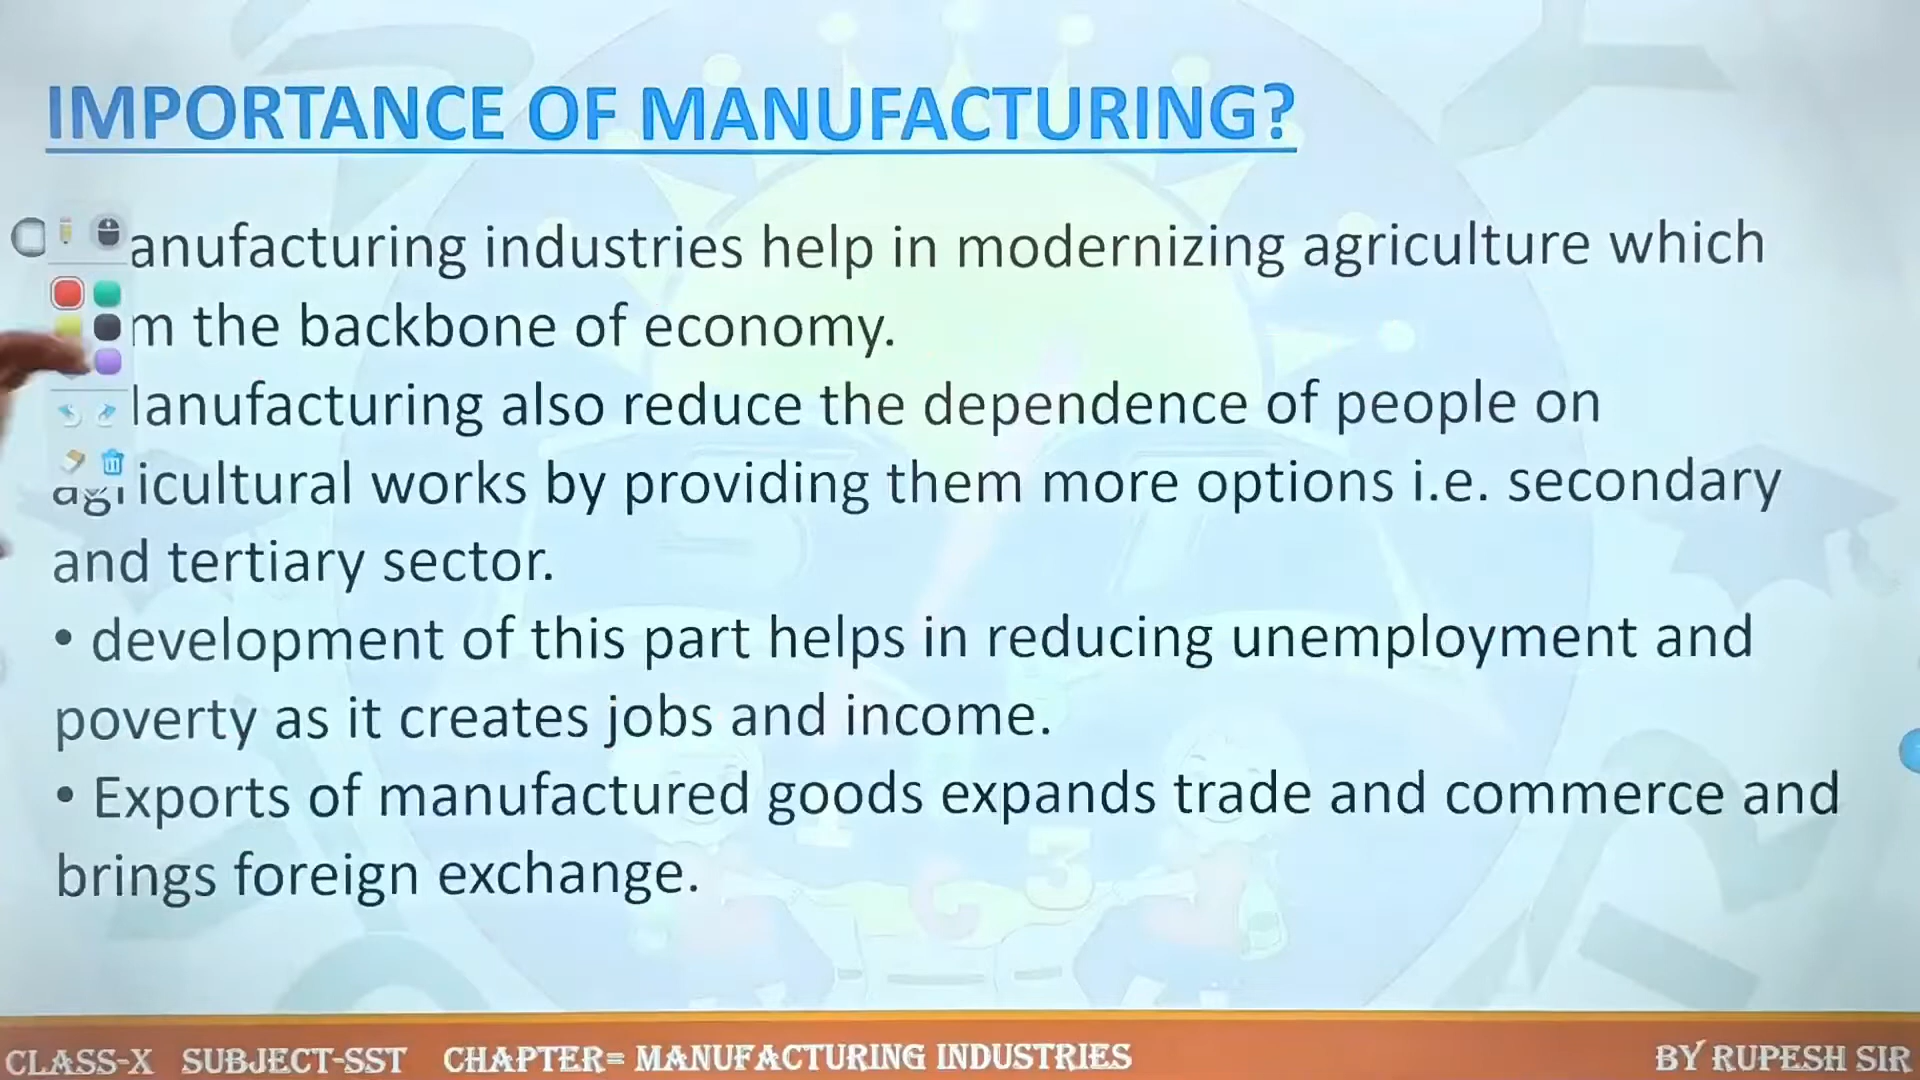 IMPORTANCE OF MANUFACTURING?
anufacturing industries help in modernizing agriculture which
m the backbone of economy.
anufacturing also reduce the dependence of people on
agricultural works by providing them more options i.e. secondary
and tertiary sector.
• development of this part helps in reducing unemployment and
poverty as it creates jobs and income.
• Exports of manufactured goods expands trade and commerce and
brings foreign exchange.
CLASS-X SUBJECT-SST CHAPTER= MANUFACTURING INDUSTRIES BY RUPESH SIR